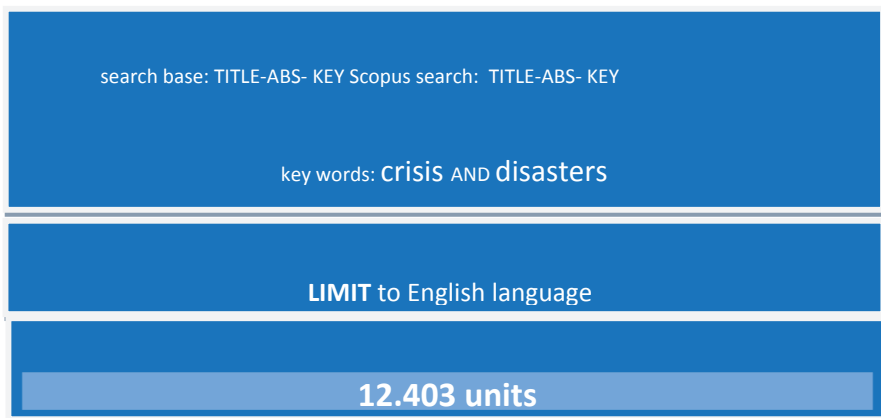 search base: TITLE-ABS- KEY Scopus search: TITLE-ABS- KEY
key words: crisis AND disasters
LIMIT to English language
12.403 units